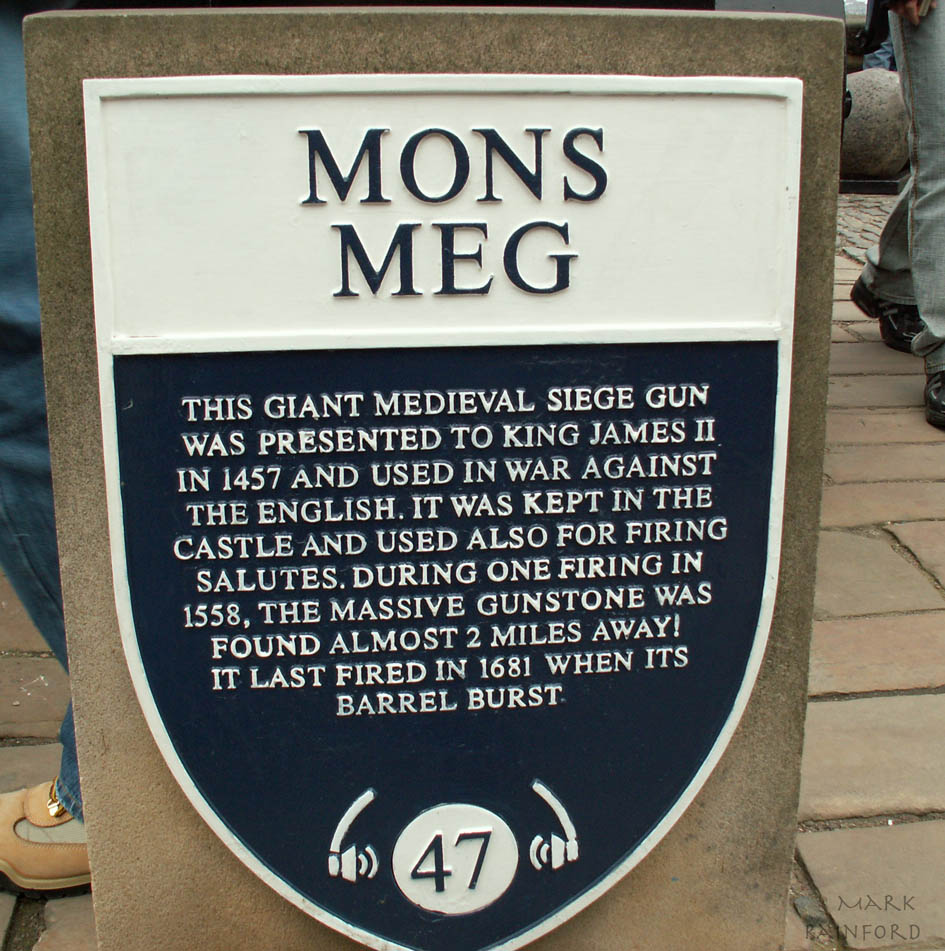 MONS
MEG
THIS GIANT MEDIEVAL SIEGE GUN
WAS PRESENTED TO KING JAMES II
IN 1457 AND USED IN WAR AGAINST
THE ENGLISH. IT WAS KEPT IN THE
CASTLE AND USED ALSO FOR FIRING
SALUTES. DURING ONE FIRING IN
1558, THE MASSIVE GUNSTONE WAS
FOUND ALMOST 2 MILES AWAY!
IT LAST FIRED IN 1681 WHEN ITS
BARREL BURST
47
MARK
RAINFORD